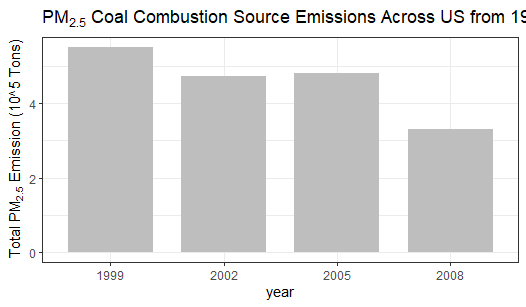 PM2.5 Coal Combustion Source Emissions Across US from 19
Total PM2.5 Emission (10^5 Tons)
4
2
0
1999 2002 2005 2008
year